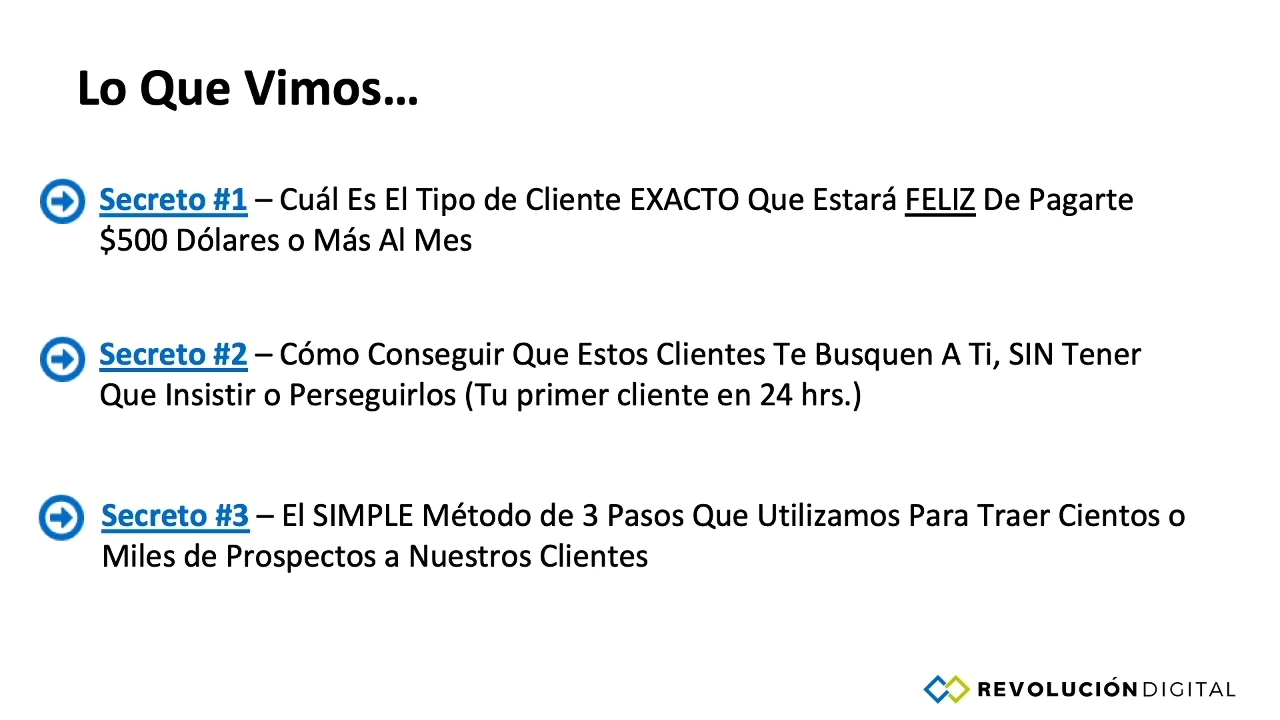 Lo Que Vimos...
Secreto #1 – Cuál Es El Tipo de Cliente EXACTO Que Estará FELIZ De Pagarte
$500 Dólares o Más Al Mes
Secreto #2 – Cómo Conseguir Que Estos Clientes Te Busquen A Ti, SIN Tener
Que Insistir o Perseguirlos (Tu primer cliente en 24 hrs.)
Secreto #3 – El SIMPLE Método de 3 Pasos Que Utilizamos Para Traer Cientos o
Miles de Prospectos a Nuestros Clientes
REVOLUCIÓN DIGITAL